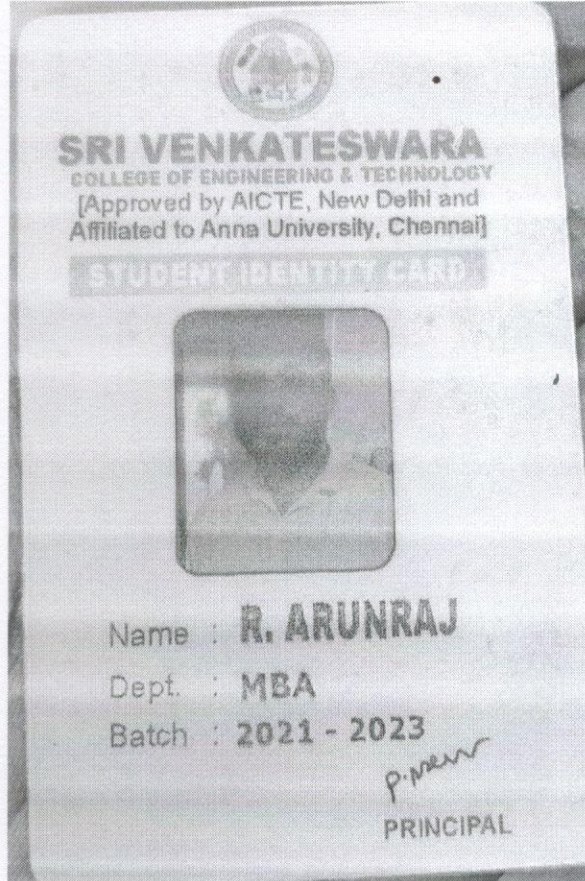 SRI VENKATESWARA
COLLEGE OF ENGINEERING & TECHNOLOGY
[Approved by AICTE, New Delhi and
Affiliated to Anna University, Chennai]
STUDENT IDENTITY CARD
Name : R. ARUNRAJ
Dept. : MBA
Batch : 2021 - 2023
PRINCIPAL